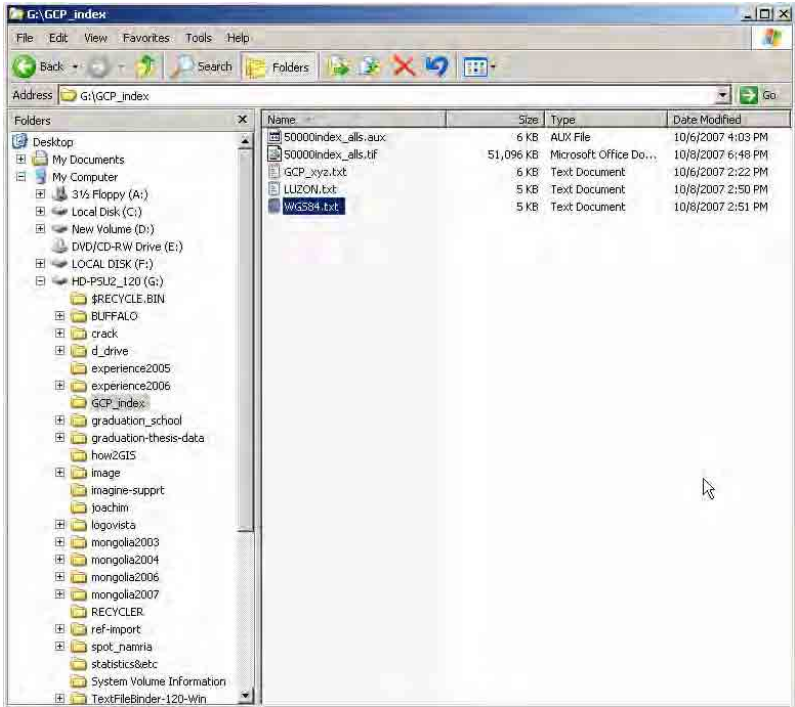 G:\GCP_index
File Edit View Favorites Tools Help
Back Search Folders
Address G:\GCP_index Go
Folders
Name Size Type Date Modified
50000index_alls.aux 6 KB AUX File 10/6/2007 4:03 PM
50000index_alls.tif 51,096 KB Microsoft Office Do... 10/8/2007 6:48 PM
GCP_xyz.txt 6 KB Text Document 10/6/2007 2:22 PM
LUZON.txt 5 KB Text Document 10/8/2007 2:50 PM
WGS84.txt 5 KB Text Document 10/8/2007 2:51 PM
Desktop
My Documents
My Computer
3½ Floppy (A:)
Local Disk (C:)
New Volume (D:)
DVD/CD-RW Drive (E:)
LOCAL DISK (F:)
HD-PSU2_120 (G:)
$RECYCLE.BIN
BUFFALO
crack
d_drive
experience2005
experience2006
GCP_index
graduation_school
graduation-thesis-data
how2GIS
image
imagine-supprt
joachim
logovista
mongolia2003
mongolia2004
mongolia2006
mongolia2007
RECYCLER
ref-import
spot_namria
statistics&etc
System Volume Information
TextFileBinder-120-Win